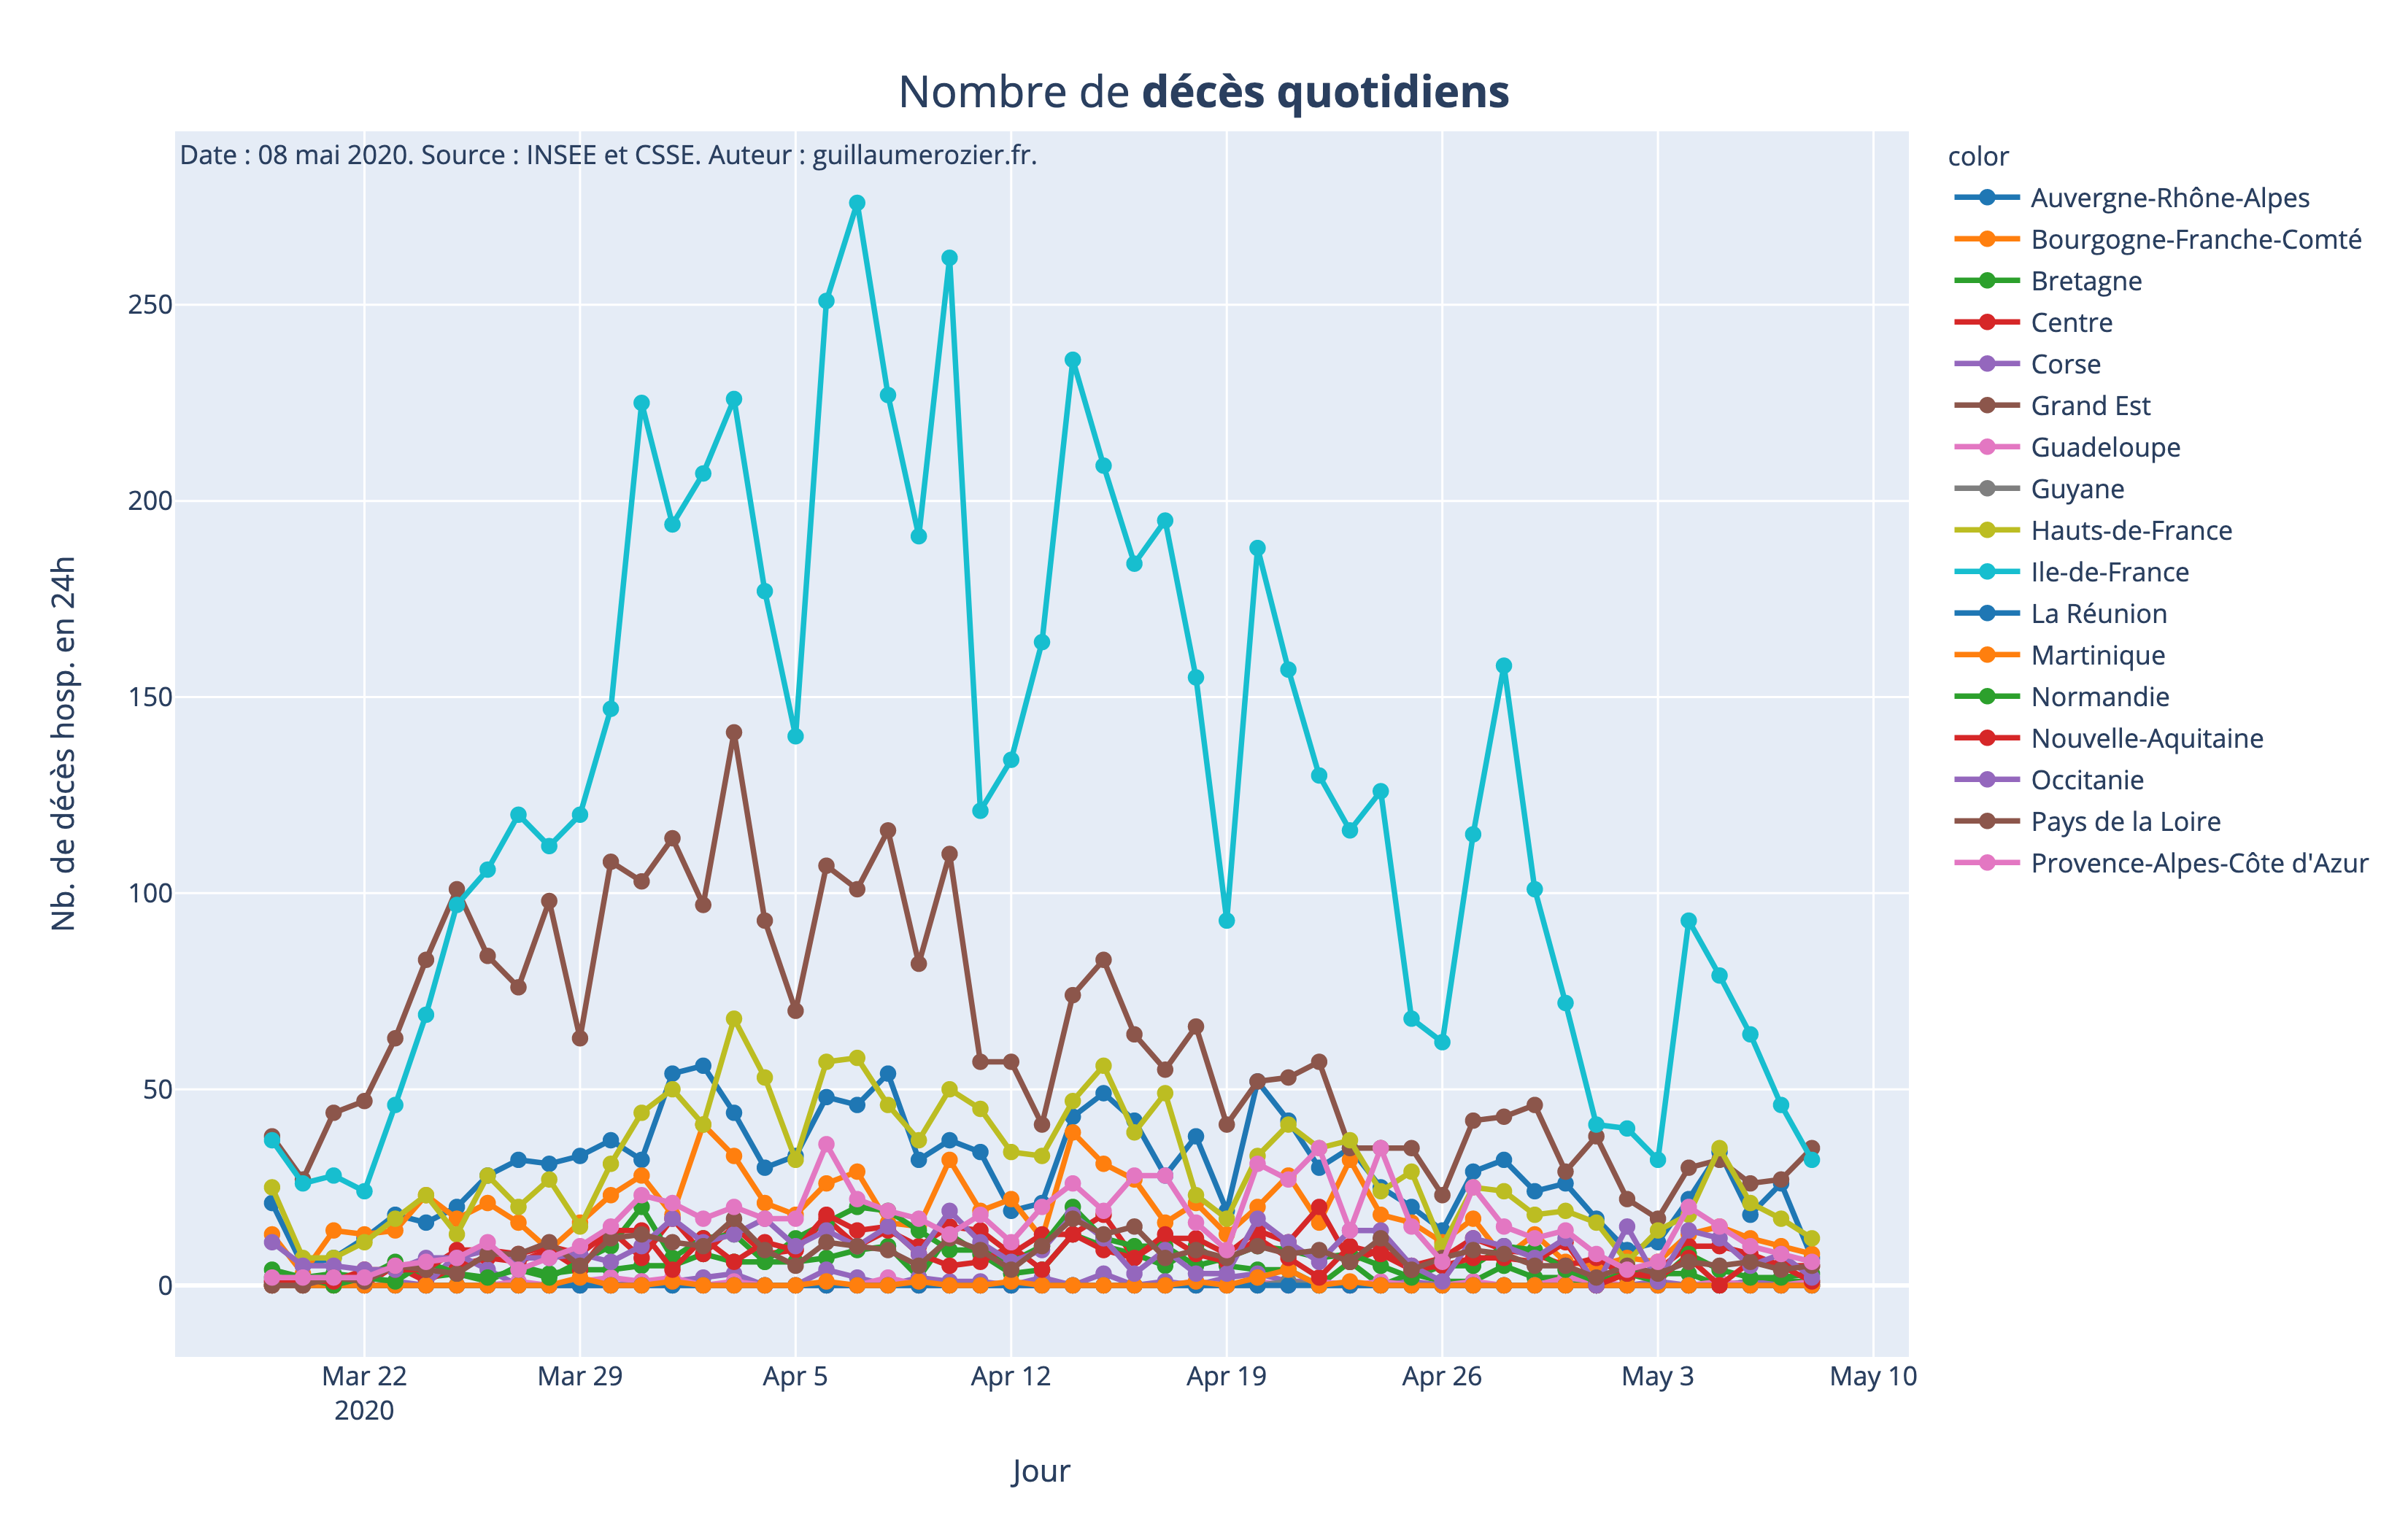 Nombre de décès quotidiens
Date : 08 mai 2020. Source : INSEE et CSSE. Auteur : guillaumerozier.fr.
Nb. de décès hosp. en 24h
250
200
150
100
50
0
Mar 22
2020
Mar 29
Apr 5
Apr 12
Apr 19
Apr 26
May 3
May 10
Jour
color
Auvergne-Rhône-Alpes
Bourgogne-Franche-Comté
Bretagne
Centre
Corse
Grand Est
Guadeloupe
Guyane
Hauts-de-France
Ile-de-France
La Réunion
Martinique
Normandie
Nouvelle-Aquitaine
Occitanie
Pays de la Loire
Provence-Alpes-Côte d'Azur